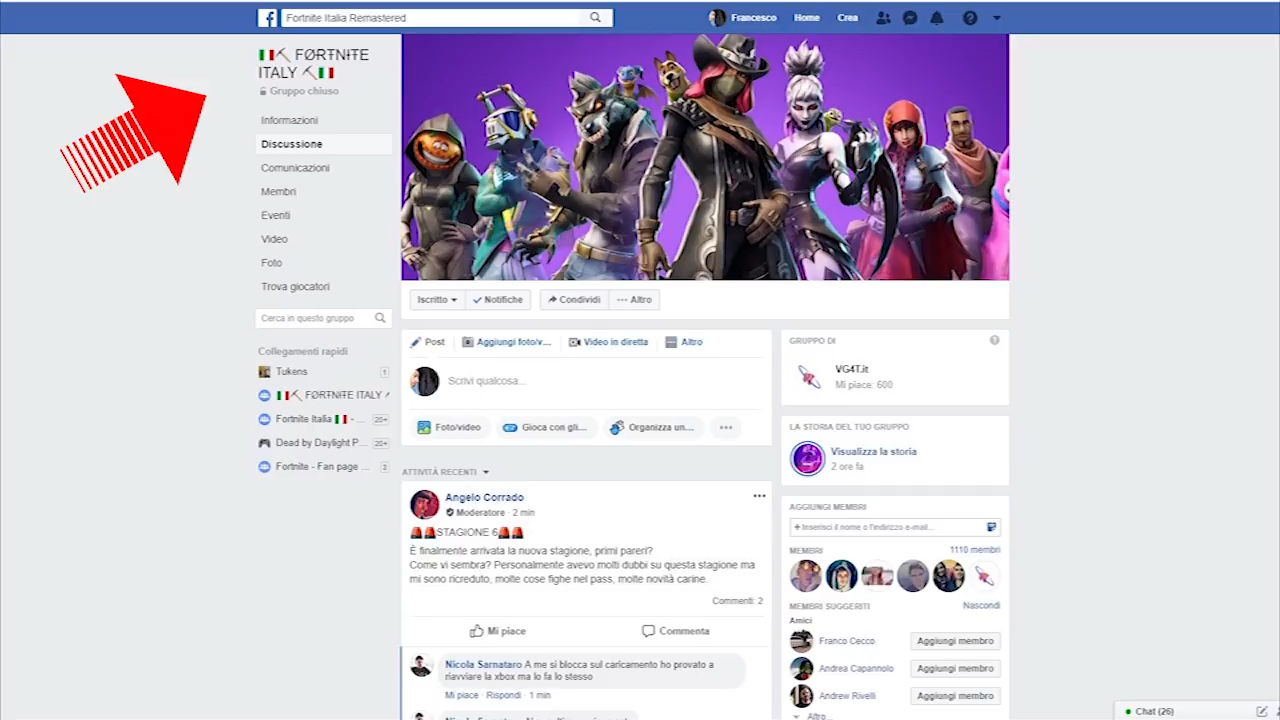 Fortnite Italia Remastered
Francesco
Home
Crea
FØRŦNIŦE
ITALY
Gruppo chiuso
Informazioni
Discussione
Comunicazioni
Membri
Eventi
Video
Foto
Trova giocatori
Cerca in questo gruppo
Collegamenti rapidi
Tukens 1
FØRŦNIŦE ITALY
Fortnite Italia - ... 20+
Dead by Daylight P... 20+
Fortnite - Fan page ... 3
Iscritto
Notifiche
Condividi
Altro
Post
Aggiungi foto/v...
Video in diretta
Altro
Scrivi qualcosa...
Foto/video
Gioca con gli...
Organizza un...
ATTIVITÀ RECENTI
Angelo Corrado
Moderatore · 2 min
STAGIONE 6
È finalmente arrivata la nuova stagione, primi pareri?
Come vi sembra? Personalmente avevo molti dubbi su questa stagione ma
mi sono ricreduto, molte cose fighe nel pass, molte novità carine.
Commenti: 2
Mi piace
Commenta
Nicola Sarnataro A me si blocca sul caricamento ho provato a
riavviare la xbox ma lo fa lo stesso
Mi piace · Rispondi · 1 min
GRUPPO DI
VG4T.it
Mi piace: 600
LA STORIA DEL TUO GRUPPO
Visualizza la storia
2 ore fa
AGGIUNGI MEMBRI
+ Inserisci il nome o l'indirizzo e-mail...
MEMBRI
1110 membri
MEMBRI SUGGERITI
Nascondi
Amici
Franco Cecco
Aggiungi membro
Andrea Capannolo
Aggiungi membro
Andrew Rivelli
Aggiungi membro
Altro...
Chat (26)